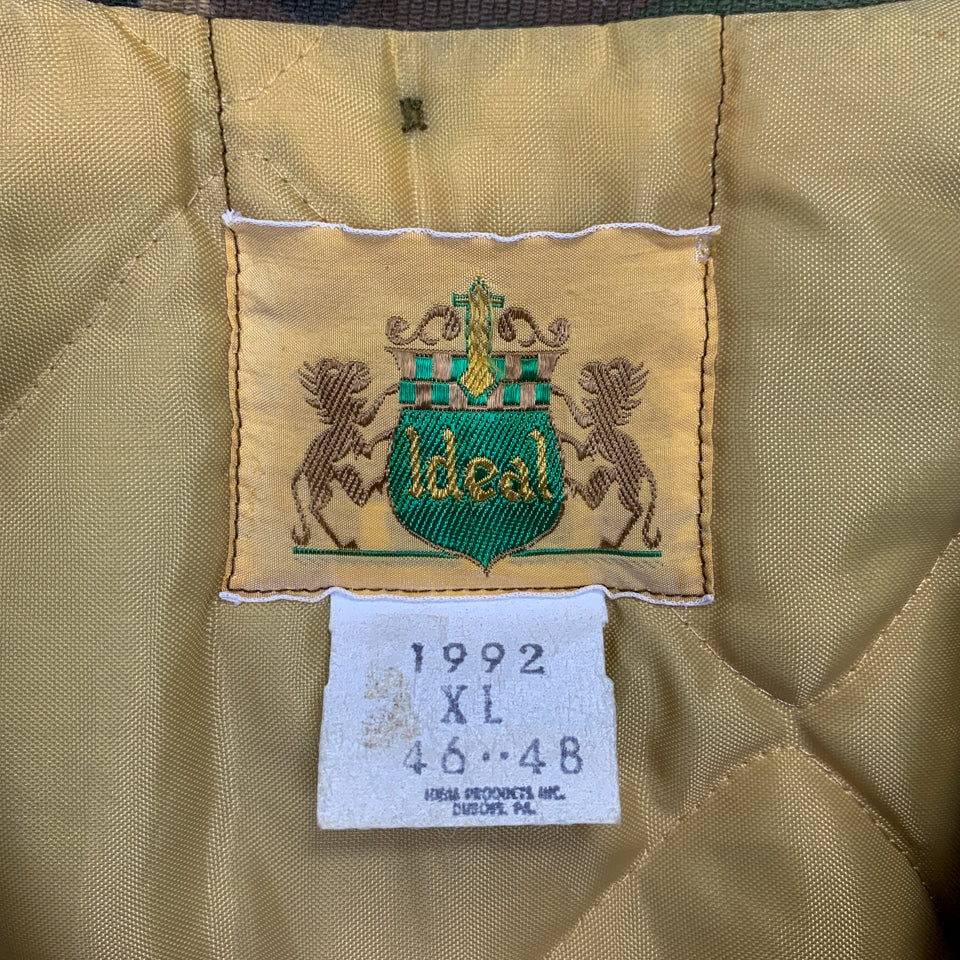 Ideal
1992
XL
46..48
IDEAL PRODUCTS INC.
DUBOIS, PA.